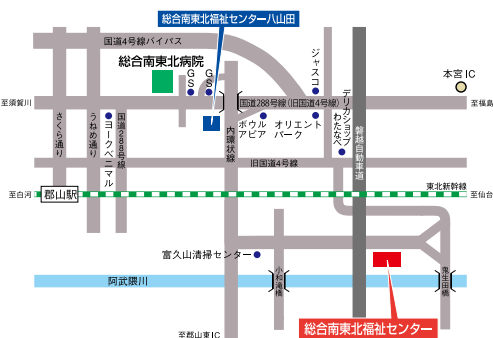 総合南東北福祉センター八山田
国道4号線バイパス
総合南東北病院
GS
GS
ジャスコ
本宮IC
至須賀川
国道288号線(旧国道4号線)
至福島
さくら通り
うねめ通り
ヨークベニマル
国道288号線
ボウル
アピア
オリエント
パーク
デリカショップ
わたなべ
内環状線
磐越自動車道
旧国道4号線
東北新幹線
至白河
郡山駅
至仙台
富久山清掃センター
阿武隈川
小和滝橋
鬼生田橋
総合南東北福祉センター
至郡山東IC